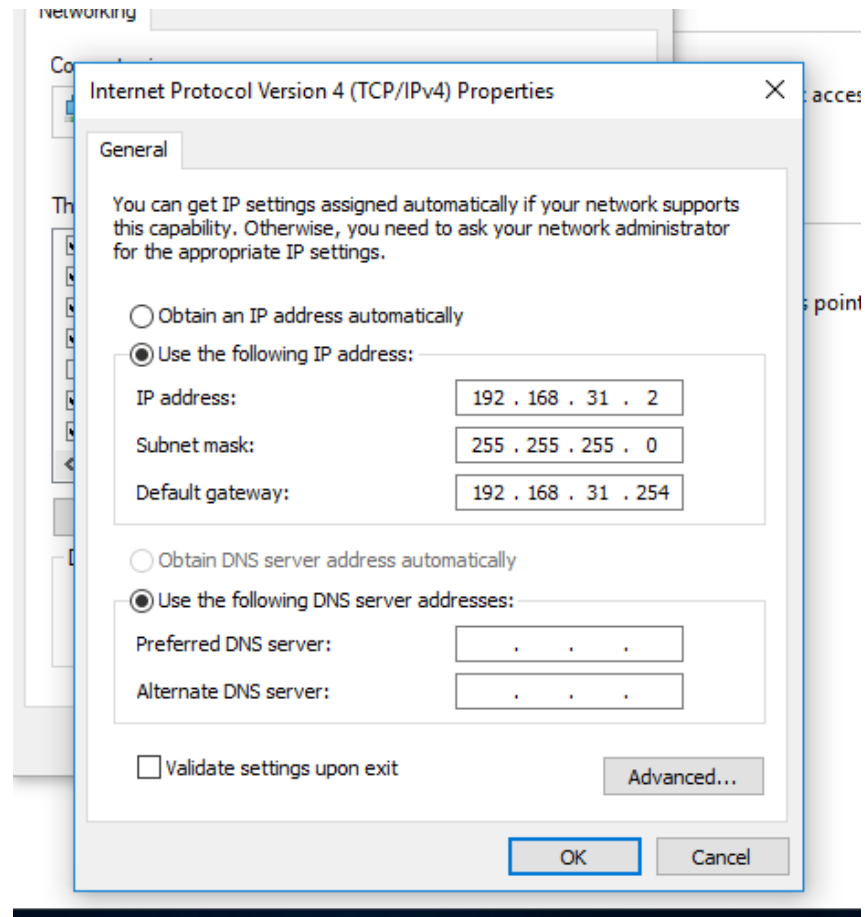 Networking
Internet Protocol Version 4 (TCP/IPv4) Properties
acces
General
You can get IP settings assigned automatically if your network supports
this capability. Otherwise, you need to ask your network administrator
for the appropriate IP settings.
Th
Obtain an IP address automatically
point
Use the following IP address:
IP address: 192 . 168 . 31 . 2
Subnet mask: 255 . 255 . 255 . 0
Default gateway: 192 . 168 . 31 . 254
Obtain DNS server address automatically
Use the following DNS server addresses:
Preferred DNS server: . . .
Alternate DNS server: . . .
Validate settings upon exit
Advanced...
OK Cancel